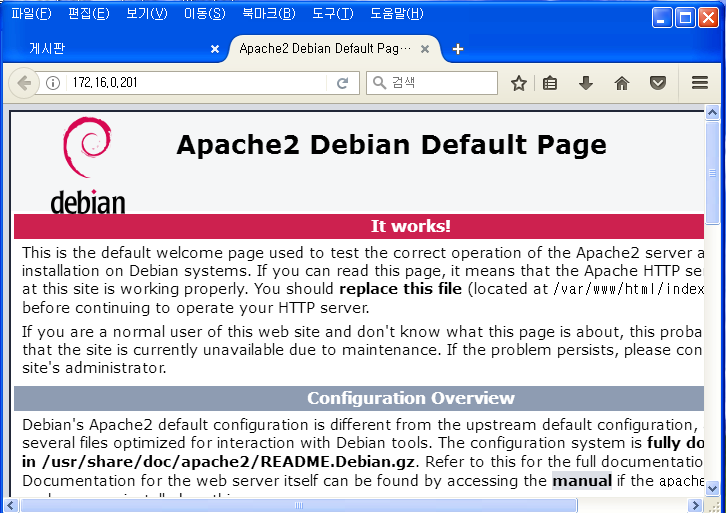 파일(F) 편집(E) 보기(V) 이동(S) 북마크(B) 도구(T) 도움말(H)
게시판 Apache2 Debian Default Pag…
172.16.0.201 검색
debian
Apache2 Debian Default Page
It works!
This is the default welcome page used to test the correct operation of the Apache2 server a
installation on Debian systems. If you can read this page, it means that the Apache HTTP se
at this site is working properly. You should replace this file (located at /var/www/html/index
before continuing to operate your HTTP server.
If you are a normal user of this web site and don't know what this page is about, this proba
that the site is currently unavailable due to maintenance. If the problem persists, please con
site's administrator.
Configuration Overview
Debian's Apache2 default configuration is different from the upstream default configuration,
several files optimized for interaction with Debian tools. The configuration system is fully do
in /usr/share/doc/apache2/README.Debian.gz. Refer to this for the full documentatio
Documentation for the web server itself can be found by accessing the manual if the apache